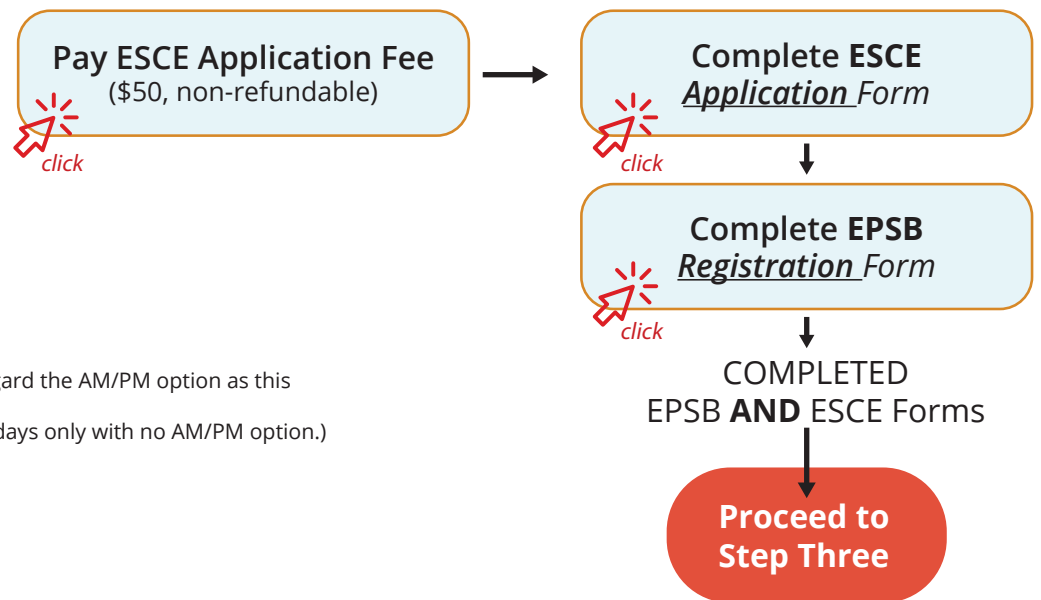 Pay ESCE Application Fee
($50, non-refundable)
click
Complete ESCE
Application Form
click
Complete EPSB
Registration Form
click
gard the AM/PM option as this
days only with no AM/PM option.)
COMPLETED
EPSB AND ESCE Forms
Proceed to
Step Three